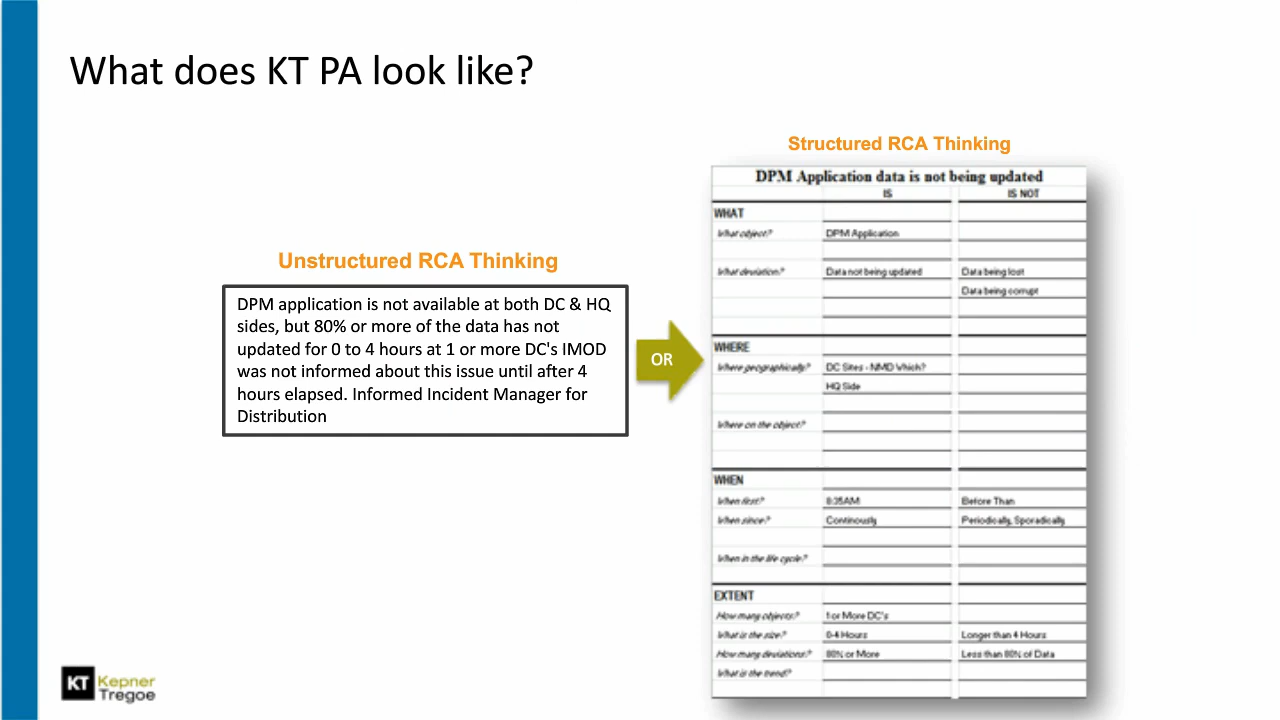 What does KT PA look like?
Unstructured RCA Thinking
DPM application is not available at both DC & HQ
sides, but 80% or more of the data has not
updated for 0 to 4 hours at 1 or more DC's IMOD
was not informed about this issue until after 4
hours elapsed. Informed Incident Manager for
Distribution
OR
Structured RCA Thinking
DPM Application data is not being updated
IS IS NOT
WHAT
What object? DPM Application
What deviation? Data not being updated Data being lost
Data being corrupt
WHERE
Where geographically? DC Sites - NMD Which?
HQ Side
Where on the object?
WHEN
When first? 8:35AM Before Than
When since? Continously Periodically, Sporadically
When in the life cycle?
EXTENT
How many objects? 1 or More DC's
What is the size? 0-4 Hours Longer than 4 Hours
How many deviations? 80% or More Less than 80% of Data
What is the trend?
KT Kepner
Tregoe